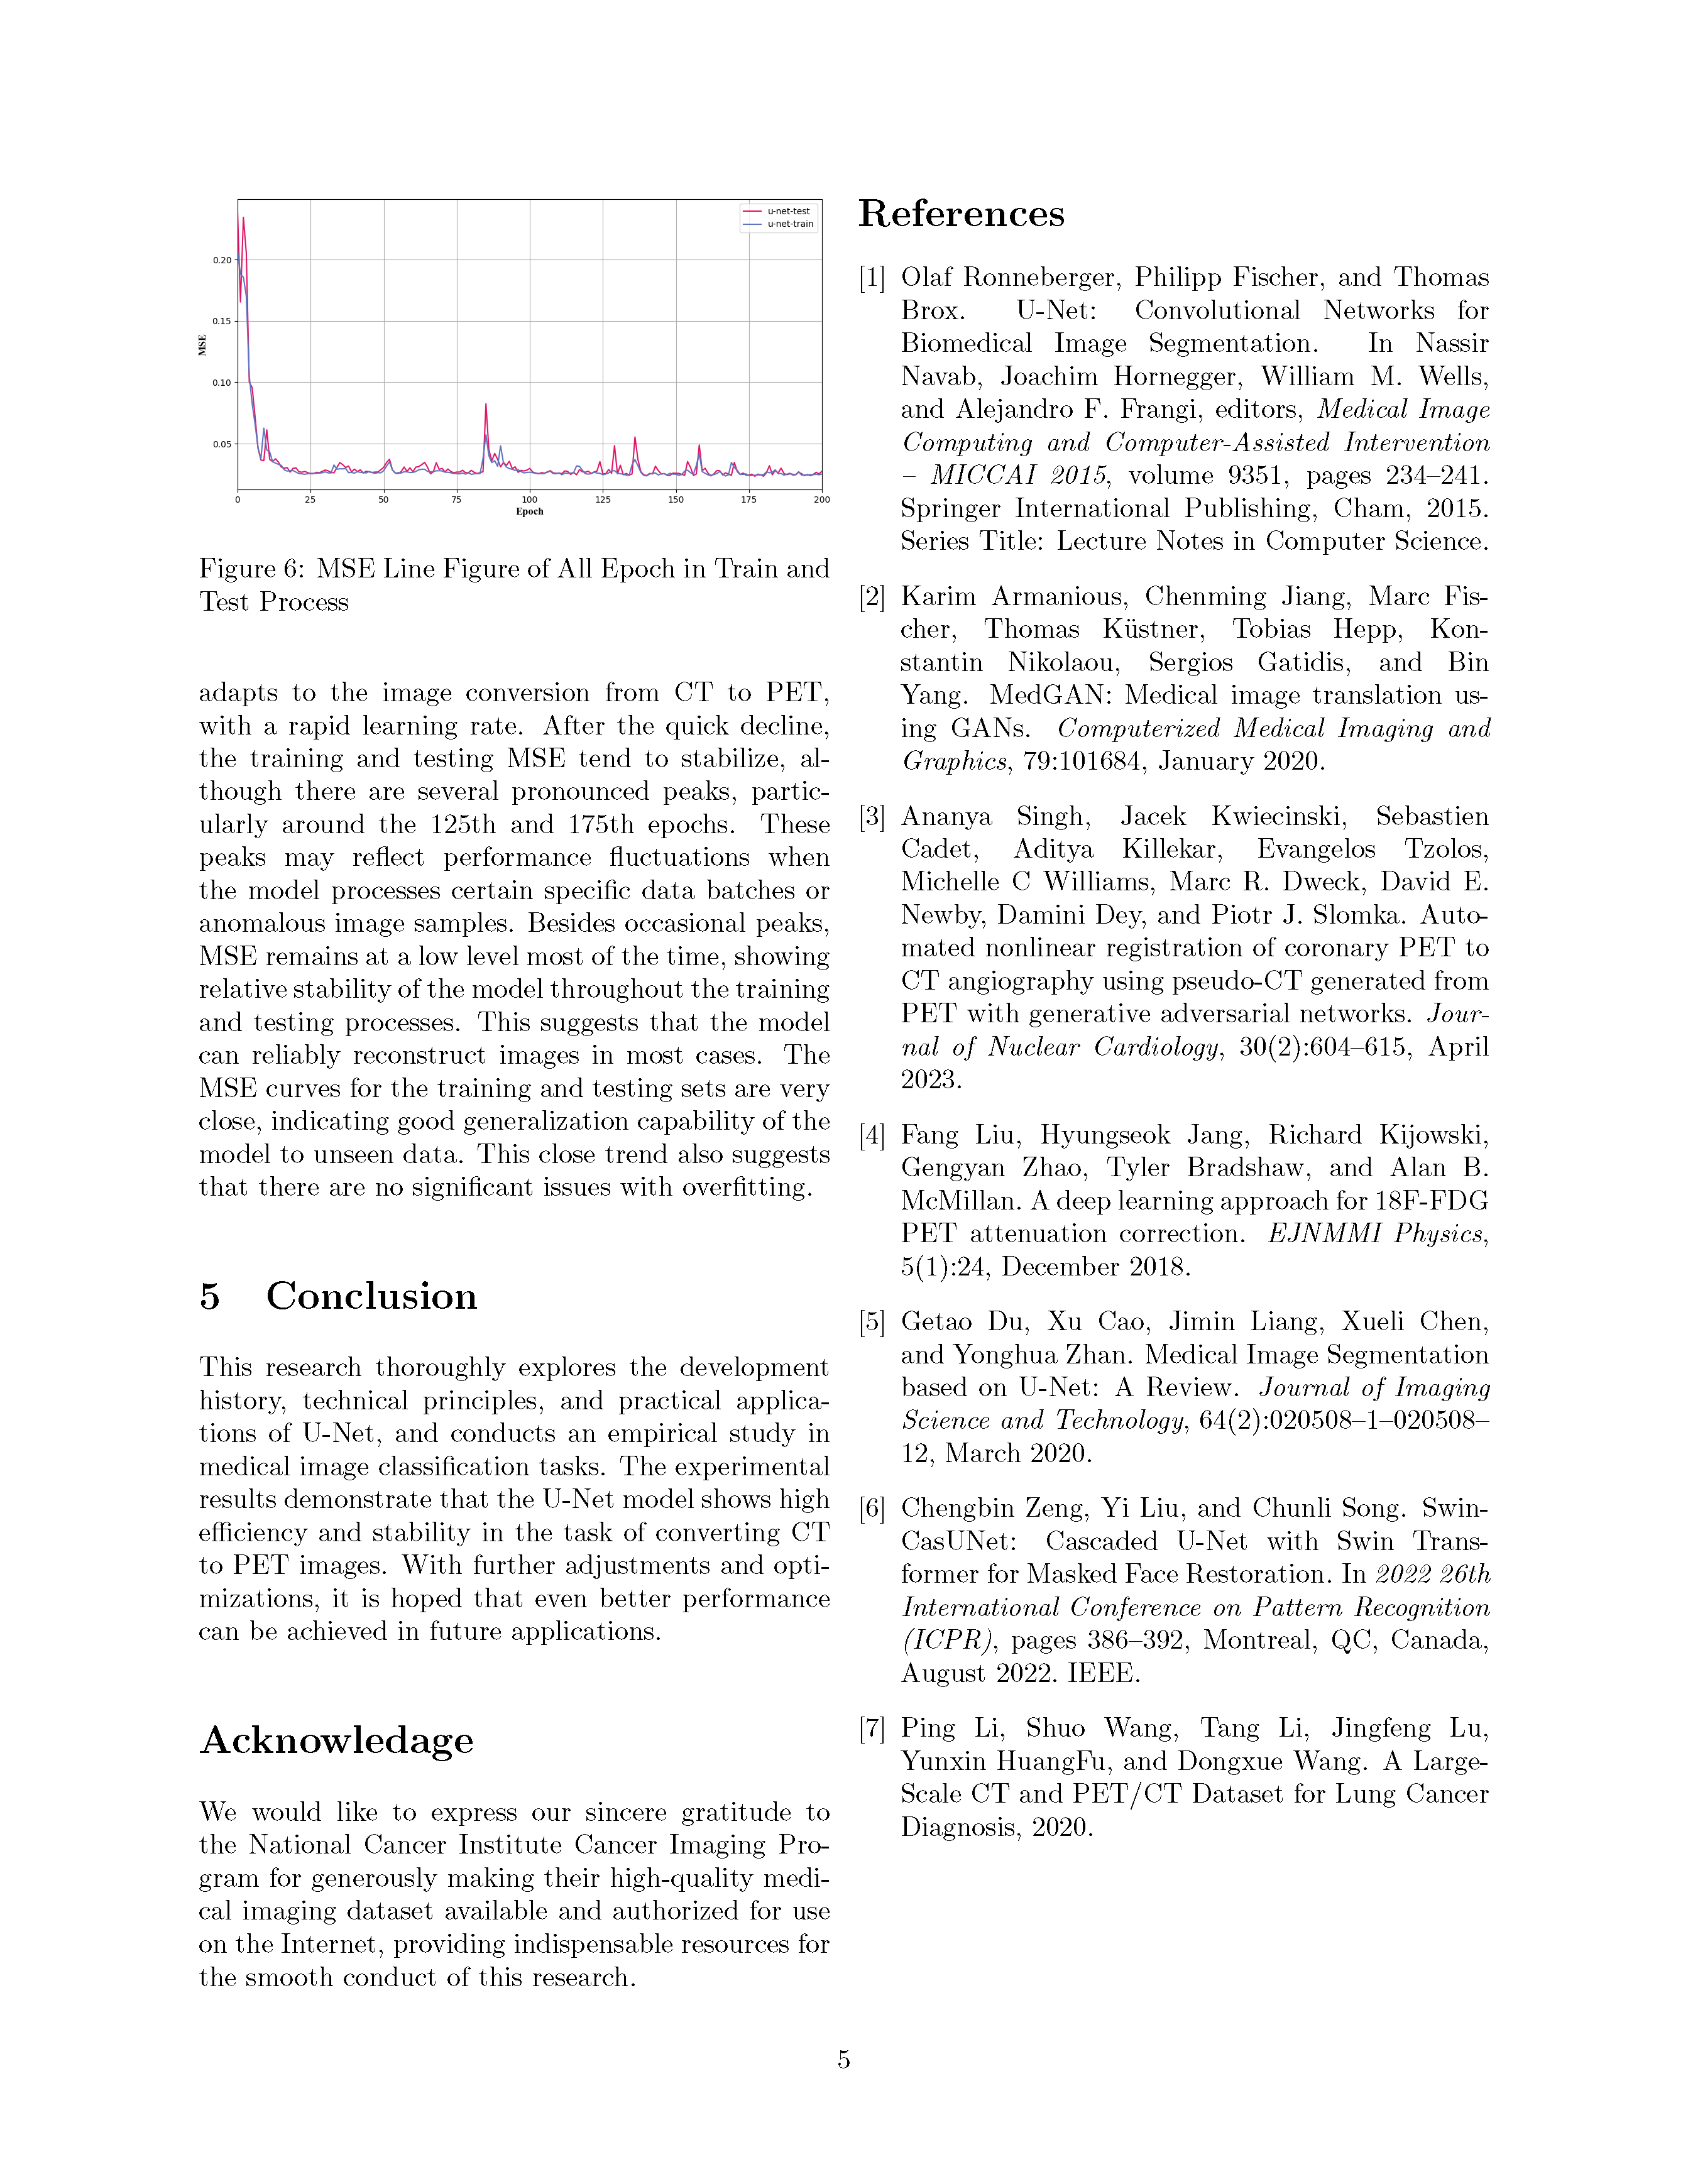 u-net-test
u-net-train
0.20
0.15
0.10
0.05
MSE
0 25 50 75 100 125 150 175 200
Epoch
Figure 6: MSE Line Figure of All Epoch in Train and
Test Process
adapts to the image conversion from CT to PET,
with a rapid learning rate. After the quick decline,
the training and testing MSE tend to stabilize, al-
though there are several pronounced peaks, partic-
ularly around the 125th and 175th epochs. These
peaks may reflect performance fluctuations when
the model processes certain specific data batches or
anomalous image samples. Besides occasional peaks,
MSE remains at a low level most of the time, showing
relative stability of the model throughout the training
and testing processes. This suggests that the model
can reliably reconstruct images in most cases. The
MSE curves for the training and testing sets are very
close, indicating good generalization capability of the
model to unseen data. This close trend also suggests
that there are no significant issues with overfitting.
5 Conclusion
This research thoroughly explores the development
history, technical principles, and practical applica-
tions of U-Net, and conducts an empirical study in
medical image classification tasks. The experimental
results demonstrate that the U-Net model shows high
efficiency and stability in the task of converting CT
to PET images. With further adjustments and opti-
mizations, it is hoped that even better performance
can be achieved in future applications.
Acknowledage
We would like to express our sincere gratitude to
the National Cancer Institute Cancer Imaging Pro-
gram for generously making their high-quality medi-
cal imaging dataset available and authorized for use
on the Internet, providing indispensable resources for
the smooth conduct of this research.
References
[1] Olaf Ronneberger, Philipp Fischer, and Thomas
Brox. U-Net: Convolutional Networks for
Biomedical Image Segmentation. In Nassir
Navab, Joachim Hornegger, William M. Wells,
and Alejandro F. Frangi, editors, Medical Image
Computing and Computer-Assisted Intervention
– MICCAI 2015, volume 9351, pages 234–241.
Springer International Publishing, Cham, 2015.
Series Title: Lecture Notes in Computer Science.
[2] Karim Armanious, Chenming Jiang, Marc Fis-
cher, Thomas Küstner, Tobias Hepp, Kon-
stantin Nikolaou, Sergios Gatidis, and Bin
Yang. MedGAN: Medical image translation us-
ing GANs. Computerized Medical Imaging and
Graphics, 79:101684, January 2020.
[3] Ananya Singh, Jacek Kwiecinski, Sebastien
Cadet, Aditya Killekar, Evangelos Tzolos,
Michelle C Williams, Marc R. Dweck, David E.
Newby, Damini Dey, and Piotr J. Slomka. Auto-
mated nonlinear registration of coronary PET to
CT angiography using pseudo-CT generated from
PET with generative adversarial networks. Jour-
nal of Nuclear Cardiology, 30(2):604–615, April
2023.
[4] Fang Liu, Hyungseok Jang, Richard Kijowski,
Gengyan Zhao, Tyler Bradshaw, and Alan B.
McMillan. A deep learning approach for 18F-FDG
PET attenuation correction. EJNMMI Physics,
5(1):24, December 2018.
[5] Getao Du, Xu Cao, Jimin Liang, Xueli Chen,
and Yonghua Zhan. Medical Image Segmentation
based on U-Net: A Review. Journal of Imaging
Science and Technology, 64(2):020508–1–020508–
12, March 2020.
[6] Chengbin Zeng, Yi Liu, and Chunli Song. Swin-
CasUNet: Cascaded U-Net with Swin Trans-
former for Masked Face Restoration. In 2022 26th
International Conference on Pattern Recognition
(ICPR), pages 386–392, Montreal, QC, Canada,
August 2022. IEEE.
[7] Ping Li, Shuo Wang, Tang Li, Jingfeng Lu,
Yunxin HuangFu, and Dongxue Wang. A Large-
Scale CT and PET/CT Dataset for Lung Cancer
Diagnosis, 2020.
5